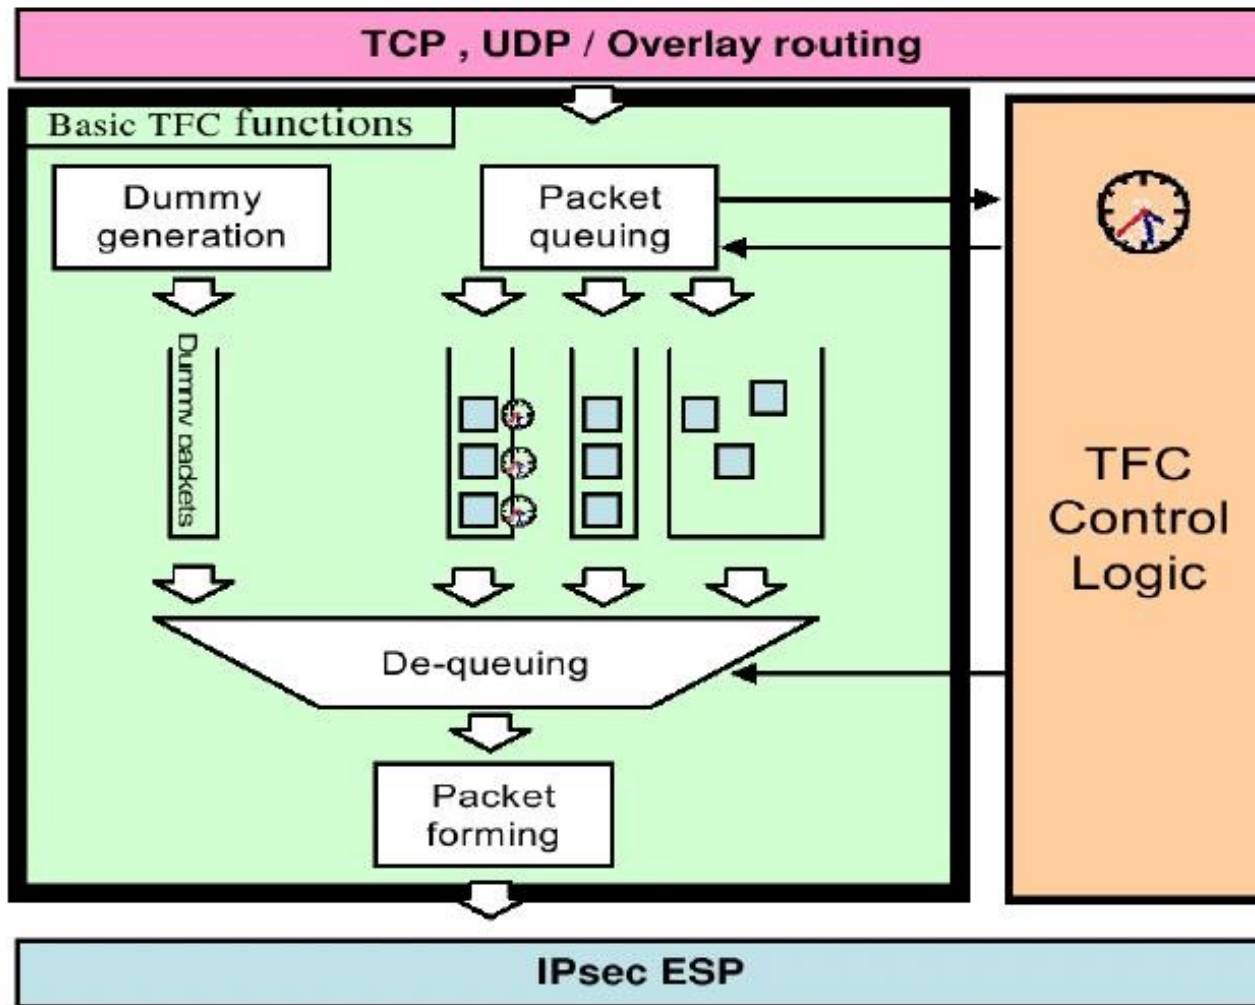 TCP , UDP / Overlay routing
Basic TFC functions
Dummy
generation
Packet
queuing
Dummy packets
TFC
Control
Logic
De-queuing
Packet
forming
IPsec ESP